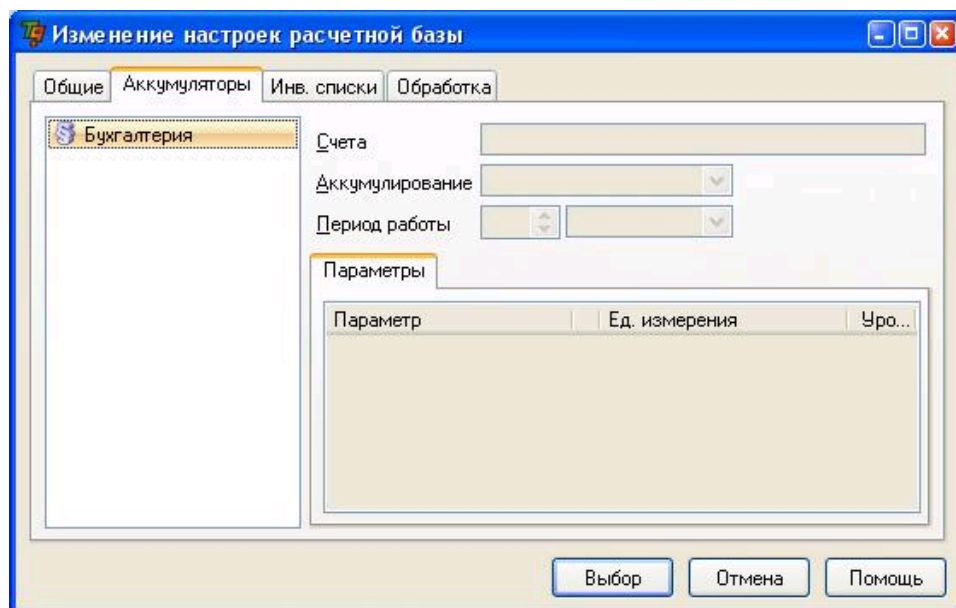 Изменение настроек расчетной базы
Общие Аккумуляторы Инв. списки Обработка
Бухгалтерия
Счета
Аккумулирование
Период работы
Параметры
Параметр Ед. измерения Уро...
Выбор Отмена Помощь